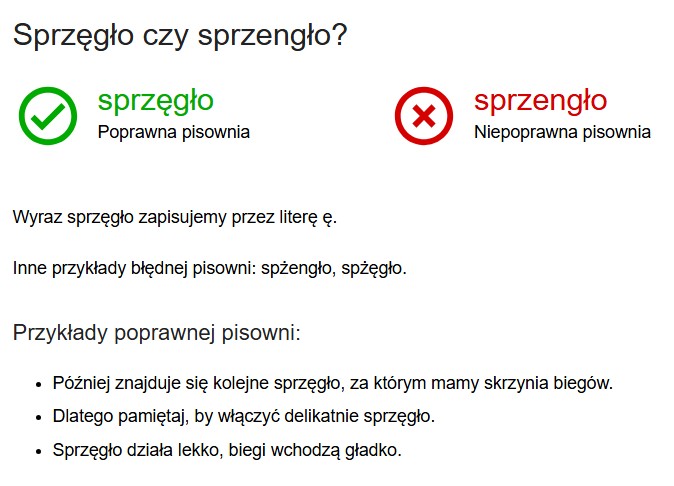 Sprzęgło czy sprzengło?
sprzęgło
Poprawna pisownia
sprzengło
Niepoprawna pisownia
Wyraz sprzęgło zapisujemy przez literę ę.
Inne przykłady błędnej pisowni: spżengło, spżęgło.
Przykłady poprawnej pisowni:
• Później znajduje się kolejne sprzęgło, za którym mamy skrzynia biegów.
• Dlatego pamiętaj, by włączyć delikatnie sprzęgło.
• Sprzęgło działa lekko, biegi wchodzą gładko.